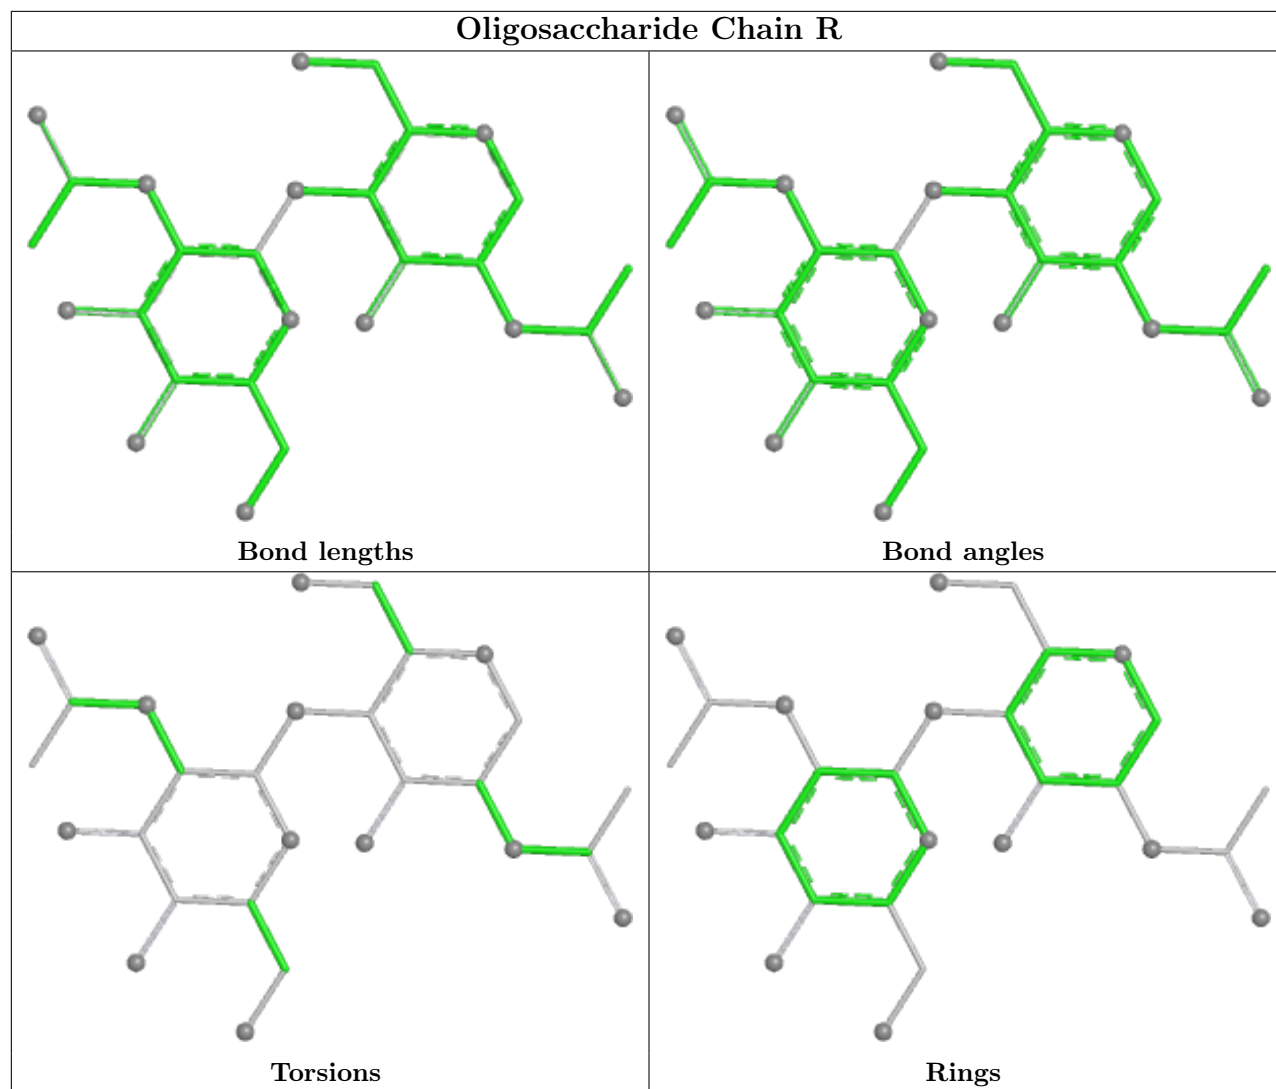 Oligosaccharide Chain R
Bond lengths
Bond angles
Torsions
Rings